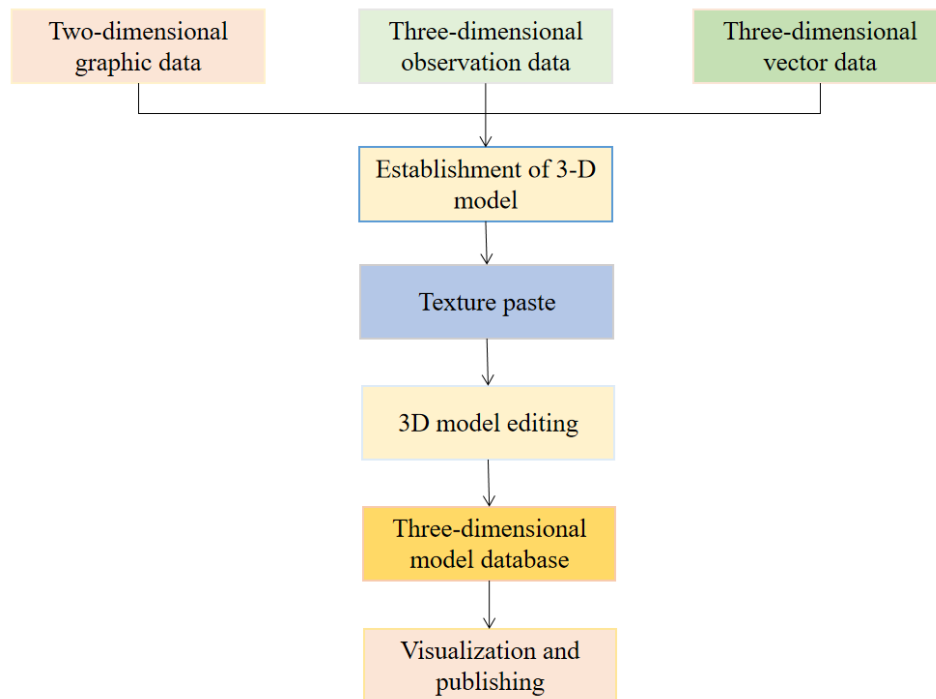 Two-dimensional
graphic data
Three-dimensional
observation data
Three-dimensional
vector data
Establishment of 3-D
model
Texture paste
3D model editing
Three-dimensional
model database
Visualization and
publishing